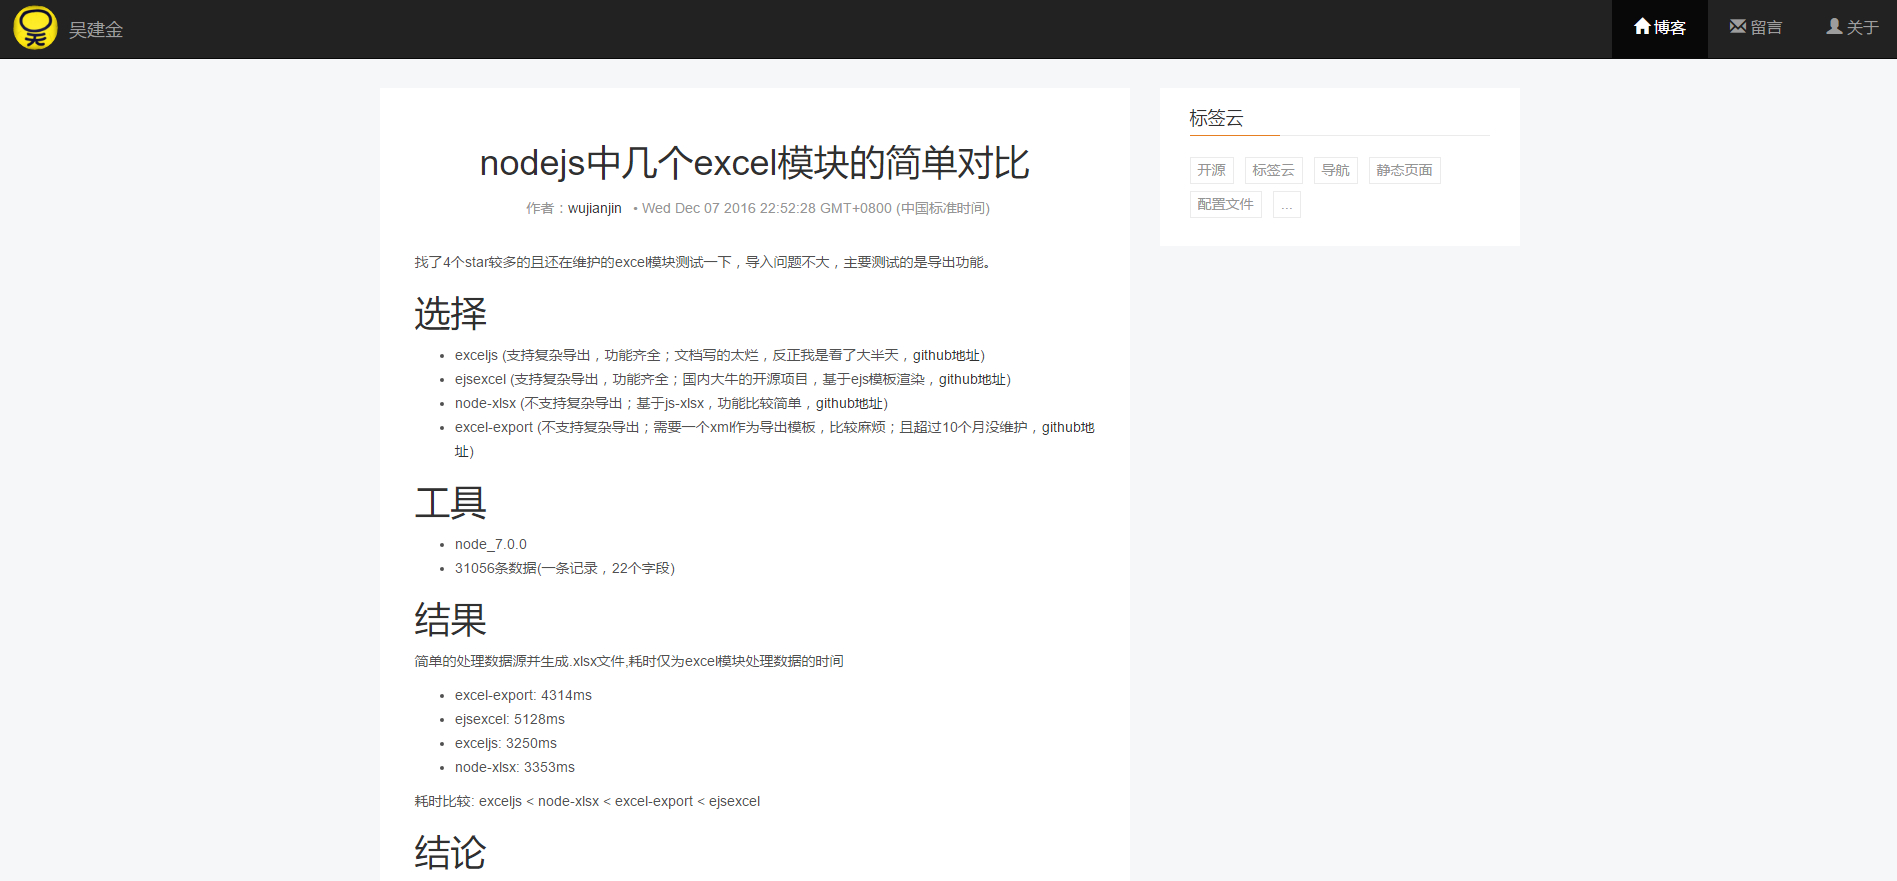 吴建金
博客
留言
关于
nodejs中几个excel模块的简单对比
作者：wujianjin • Wed Dec 07 2016 22:52:28 GMT+0800 (中国标准时间)
找了4个star较多的且还在维护的excel模块测试一下，导入问题不大，主要测试的是导出功能。
选择
• exceljs (支持复杂导出，功能齐全；文档写的太烂，反正我是看了大半天，github地址)
• ejsexcel (支持复杂导出，功能齐全；国内大牛的开源项目，基于ejs模板渲染，github地址)
• node-xlsx (不支持复杂导出；基于js-xlsx，功能比较简单，github地址)
• excel-export (不支持复杂导出；需要一个xml作为导出模板，比较麻烦；且超过10个月没维护，github地
址)
工具
• node_7.0.0
• 31056条数据(一条记录，22个字段)
结果
简单的处理数据源并生成.xlsx文件,耗时仅为excel模块处理数据的时间
• excel-export: 4314ms
• ejsexcel: 5128ms
• exceljs: 3250ms
• node-xlsx: 3353ms
耗时比较: exceljs < node-xlsx < excel-export < ejsexcel
结论
标签云
开源 标签云 导航 静态页面
配置文件 ...